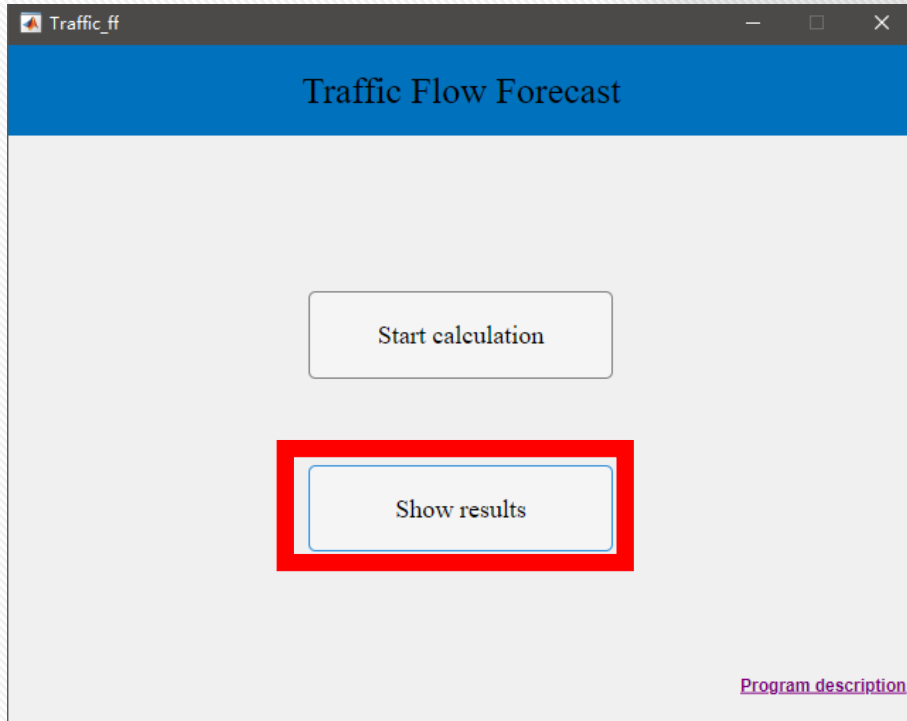 Traffic_ff
Traffic Flow Forecast
Start calculation
Show results
Program description